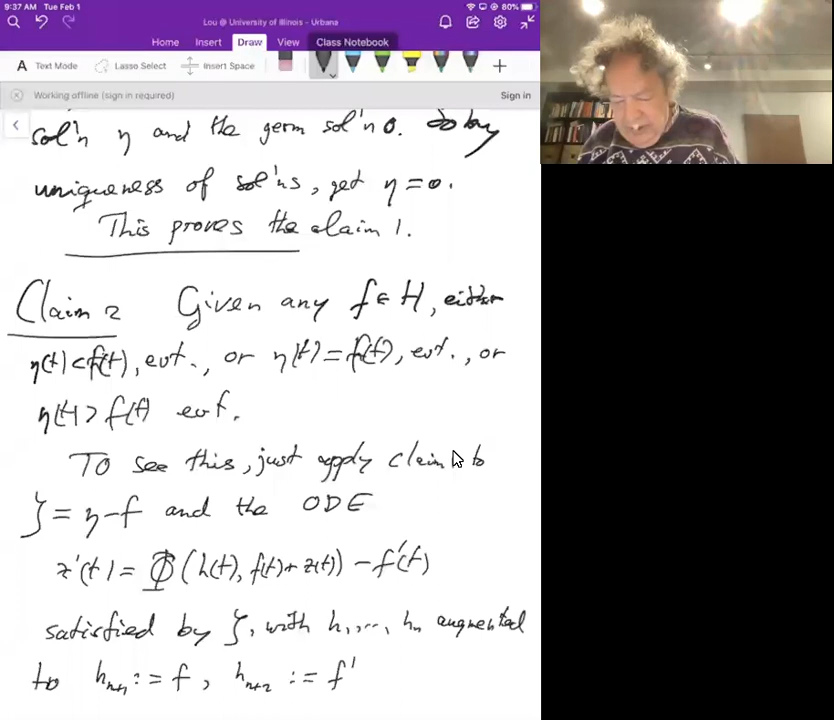 9:37 AM Tue Feb 1
80%
Lou @ University of Illinois - Urbana
Home Insert Draw View Class Notebook
Text Mode Lasso Select Insert Space
Working offline (sign in required) Sign in
sol'n η and the germ sol'n 0. So by
uniqueness of sol'ns, get η=0.
This proves the claim 1.
Claim 2 Given any f∈H, either
η(t)<f(t), evt., or η(t)=f(t), evt., or
η(t)>f(t) evt.
To see this, just apply claim to
ζ = η-f and the ODE
z'(t) = Φ(h(t), f(t)+z(t)) - f'(t)
satisfied by ζ, with h,..., hn augmented
to hn+1 := f, hn+2 := f'